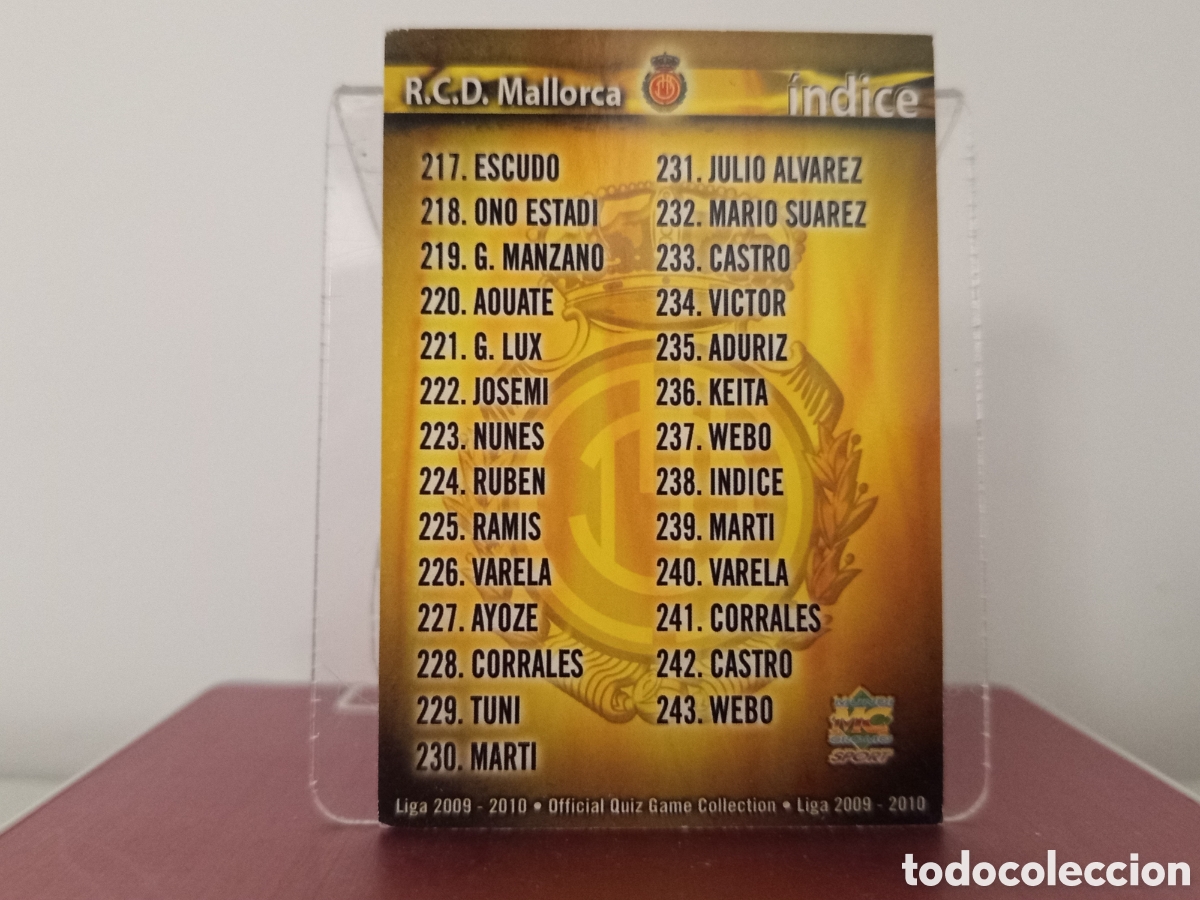 R.C.D. Mallorca
índice
217. ESCUDO
218. ONO ESTADI
219. G. MANZANO
220. AOUATE
221. G. LUX
222. JOSEMI
223. NUNES
224. RUBEN
225. RAMIS
226. VARELA
227. AYOZE
228. CORRALES
229. TUNI
230. MARTI
231. JULIO ALVAREZ
232. MARIO SUAREZ
233. CASTRO
234. VICTOR
235. ADURIZ
236. KEITA
237. WEBO
238. INDICE
239. MARTI
240. VARELA
241. CORRALES
242. CASTRO
243. WEBO
SPORT
Liga 2009 - 2010 • Official Quiz Game Collection • Liga 2009 - 2010
todocoleccion